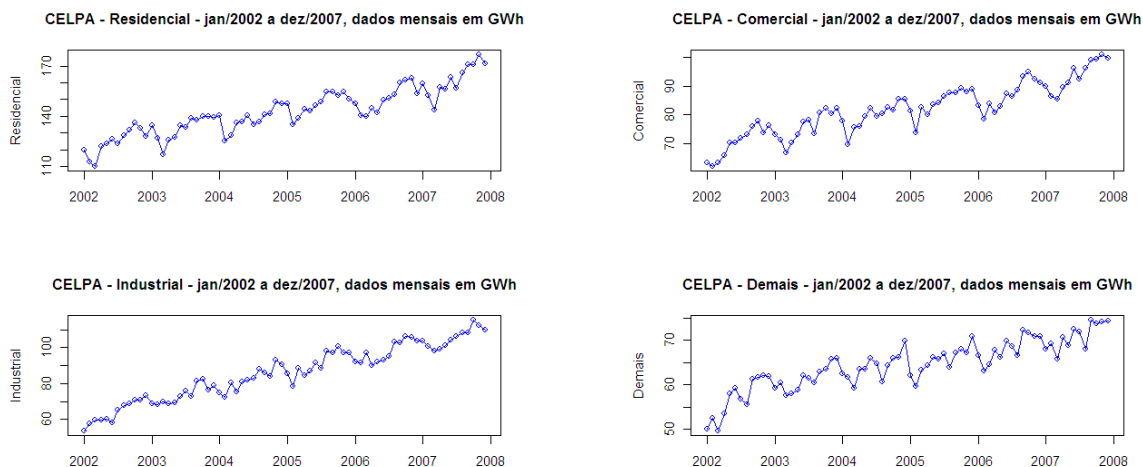 CELPA - Residencial - jan/2002 a dez/2007, dados mensais em GWh
Residencial
170
140
110
2002 2003 2004 2005 2006 2007 2008
CELPA - Comercial - jan/2002 a dez/2007, dados mensais em GWh
Comercial
90
80
70
2002 2003 2004 2005 2006 2007 2008
CELPA - Industrial - jan/2002 a dez/2007, dados mensais em GWh
Industrial
100
80
60
2002 2003 2004 2005 2006 2007 2008
CELPA - Demais - jan/2002 a dez/2007, dados mensais em GWh
Demais
70
60
50
2002 2003 2004 2005 2006 2007 2008